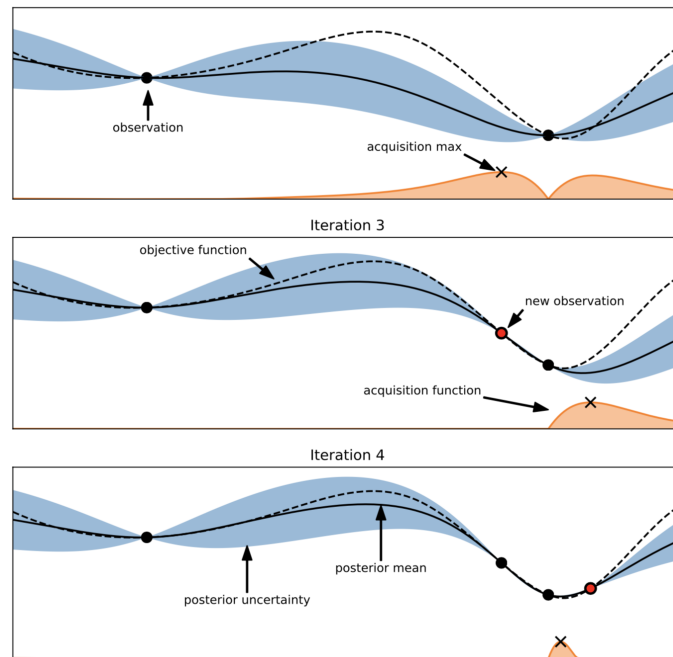 observation
acquisition max
Iteration 3
objective function
new observation
acquisition function
Iteration 4
posterior mean
posterior uncertainty